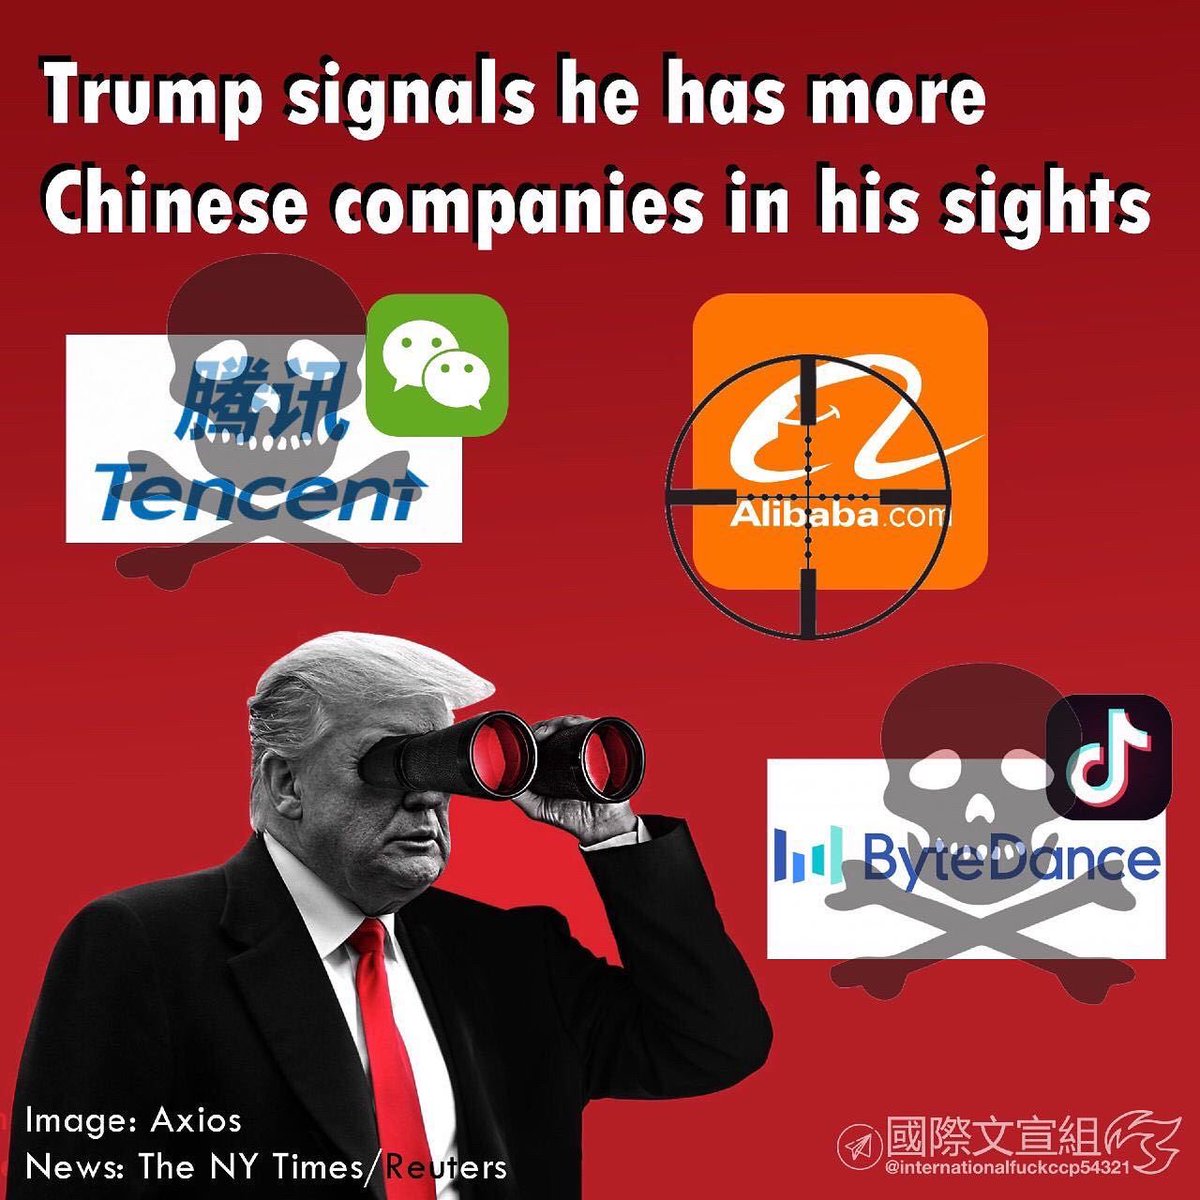 Trump signals he has more
Chinese companies in his sights
腾讯
Tencent
Alibaba.com
ByteDance
Image: Axios
News: The NY Times/Reuters
國際文宣組
@internationalfuckccp54321